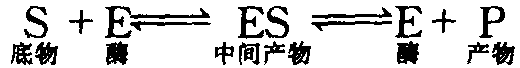 S + E ⇌ ES ⇌ E + P
底物 酶 中间产物 酶 产物